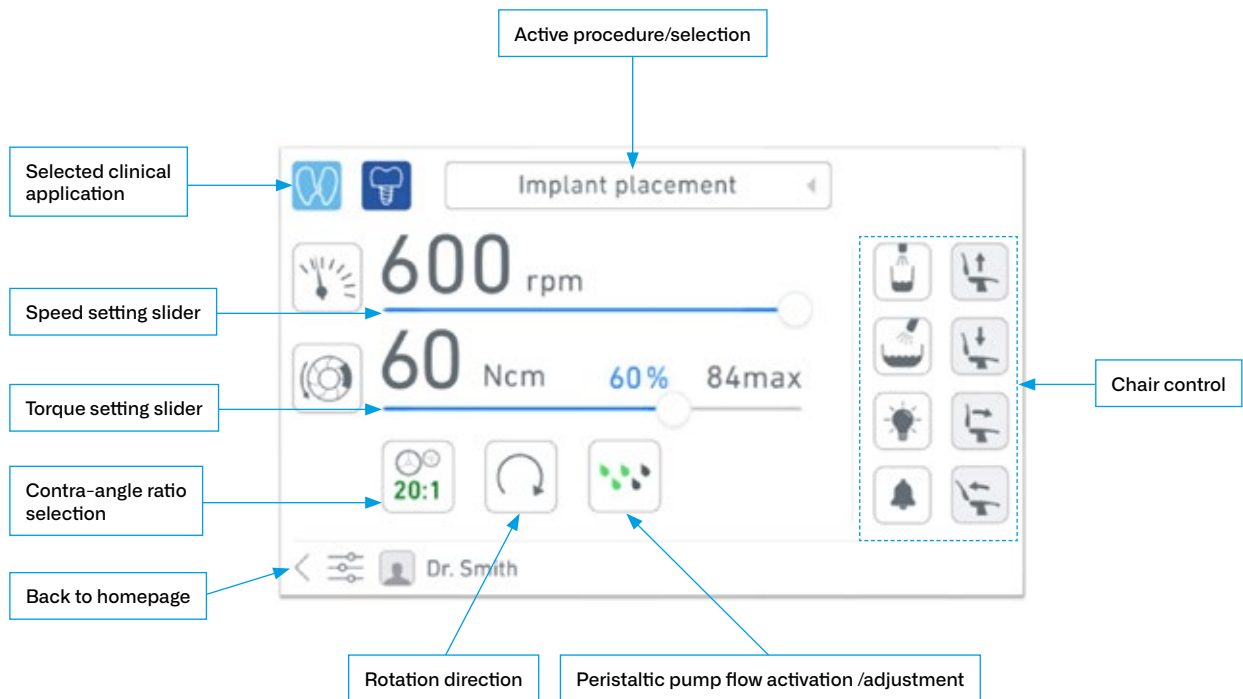 Active procedure/selection
Selected clinical
application
Implant placement
600 rpm
Speed setting slider
60 Ncm 60% 84max
Chair control
Torque setting slider
20:1
Contra-angle ratio
selection
Dr. Smith
Back to homepage
Rotation direction
Peristaltic pump flow activation /adjustment